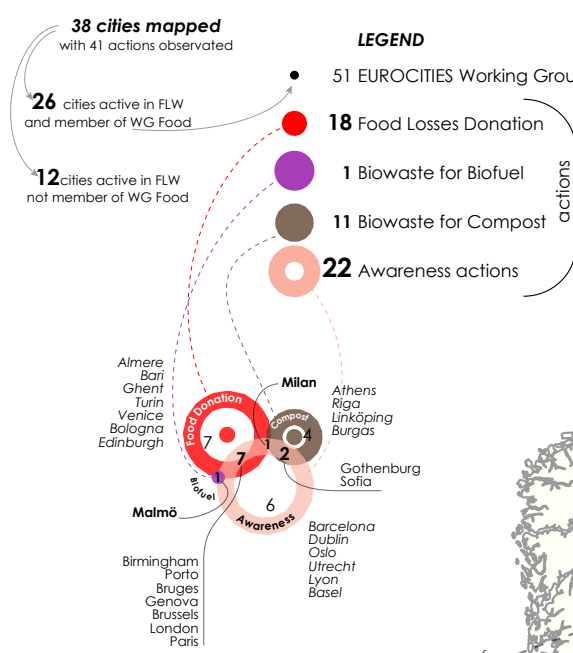 38 cities mapped
with 41 actions observed
26 cities active in FLW
and member of WG Food
12 cities active in FLW
not member of WG Food
LEGEND
51 EUROCITIES Working Grou
18 Food Losses Donation
1 Biowaste for Biofuel
11 Biowaste for Compost
22 Awareness actions
actions
Almere
Bari
Ghent
Turin
Venice
Bologna
Edinburgh
Milan
Athens
Riga
Linköping
Burgas
Food Donation
7
Compost
4
1
7
2
1
Biofuel
6
Awareness
Gothenburg
Sofia
Malmö
Barcelona
Dublin
Oslo
Utrecht
Lyon
Basel
Birmingham
Porto
Bruges
Genova
Brussels
London
Paris